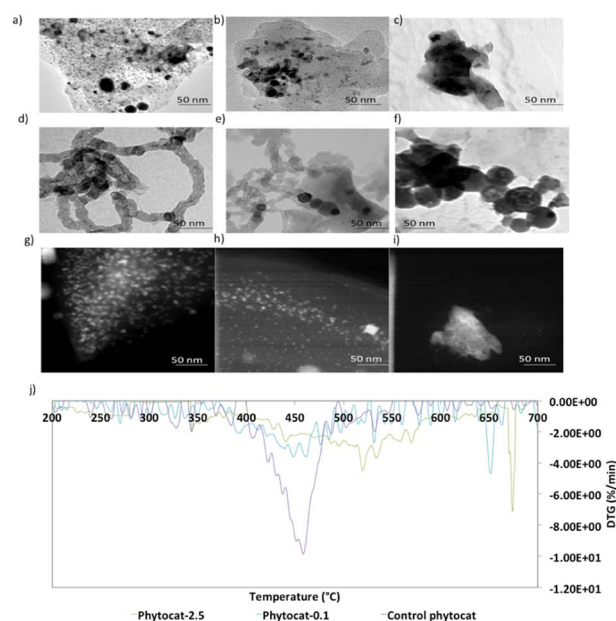 a)
b)
c)
50 nm
50 nm
50 nm
d)
e)
f)
50 nm
50 nm
50 nm
g)
h)
i)
50 nm
50 nm
50 nm
j)
0.00E+00
200 250 300 350 400 450 500 550 600 650 700
-2.00E+00
-4.00E+00
-6.00E+00
-8.00E+00
-1.00E+01
-1.20E+01
DTG (%/min)
Temperature (°C)
Phytocat-2.5 Phytocat-0.1 Control phytocat